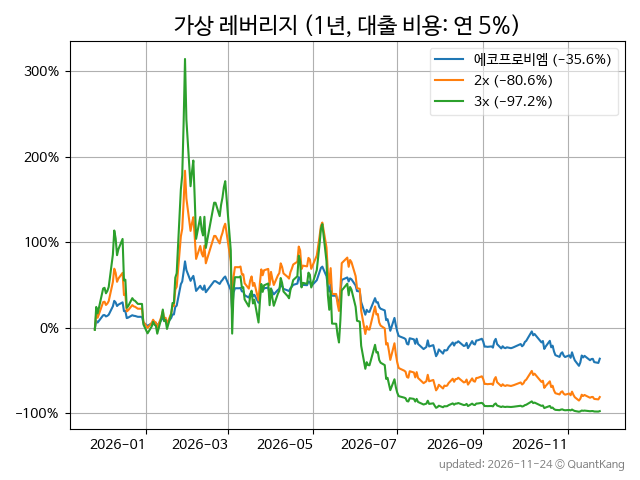 가상 레버리지 (1년, 대출 비용: 연 5%)
에코프로비엠 (-35.6%)
2x (-80.6%)
3x (-97.2%)
300%
200%
100%
0%
-100%
2026-01 2026-03 2026-05 2026-07 2026-09 2026-11
updated: 2026-11-24 © QuantKang